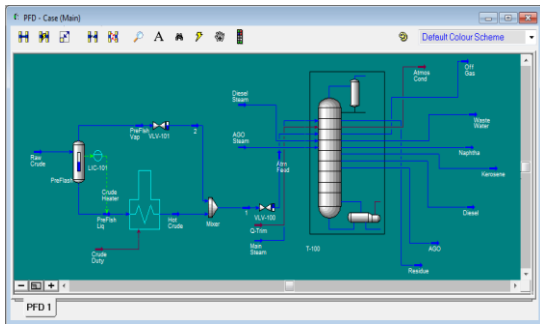 PFD - Case (Main)
A
Default Colour Scheme
Raw
Crude
PreFlash
LIC-101
PreFlsh
Vap
VLV-101
2
Crude
Heater
PreFlsh
Liq
Crude
Duty
Hot
Crude
Mixer
1
VLV-100
Atm
Feed
Diesel
Steam
AGO
Steam
Q-Trim
Main
Steam
T-100
Atmos
Cond
Off
Gas
Waste
Water
Naphtha
Kerosene
Diesel
AGO
Residue
PFD 1